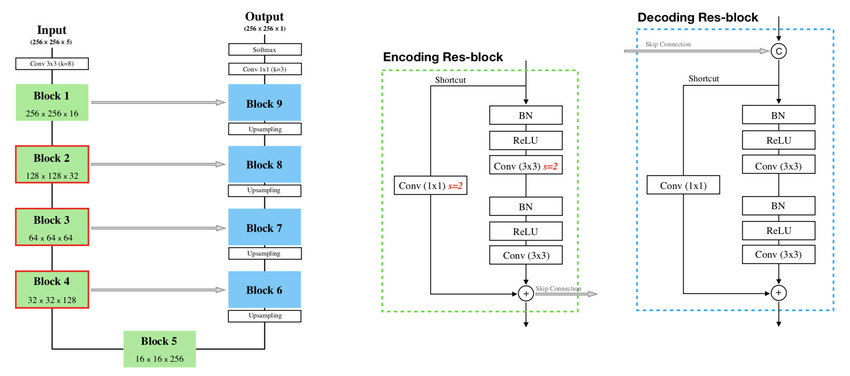 Input
(256 x 256 x 5)
Conv 3x3 (k=8)
Block 1
256 x 256 x 16
Block 2
128 x 128 x 32
Block 3
64 x 64 x 64
Block 4
32 x 32 x 128
Block 5
16 x 16 x 256
Output
(256 x 256 x 1)
Softmax
Conv 1x1 (k=3)
Block 9
Upsampling
Block 8
Upsampling
Block 7
Upsampling
Block 6
Upsampling
Encoding Res-block
Shortcut
BN
ReLU
Conv (3x3) s=2
Conv (1x1) s=2
BN
ReLU
Conv (3x3)
+
Skip Connection
Decoding Res-block
Skip Connection
C
Shortcut
BN
ReLU
Conv (3x3)
Conv (1x1)
BN
ReLU
Conv (3x3)
+